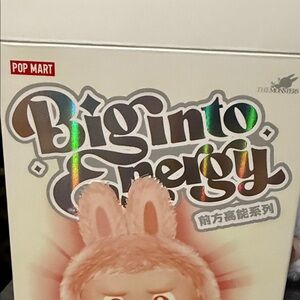 POP MART
THE MONSTERS
Big into
Energy
前方高能系列